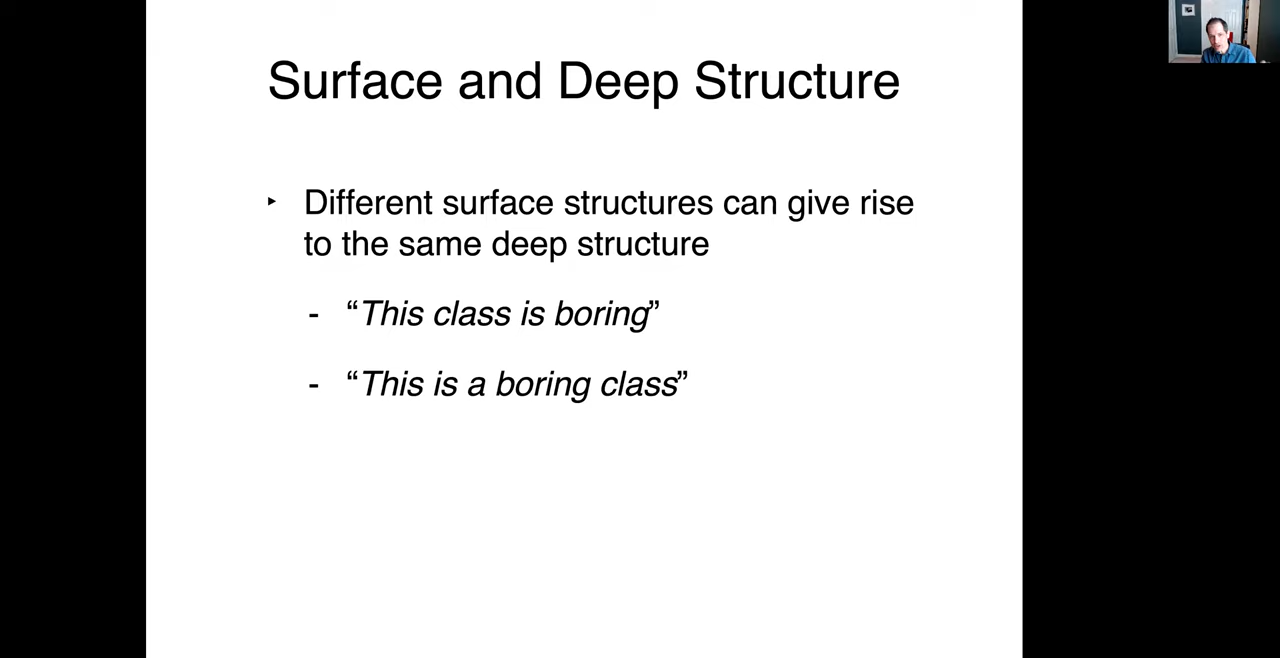 Surface and Deep Structure
‣ Different surface structures can give rise
to the same deep structure
- “This class is boring”
- “This is a boring class”